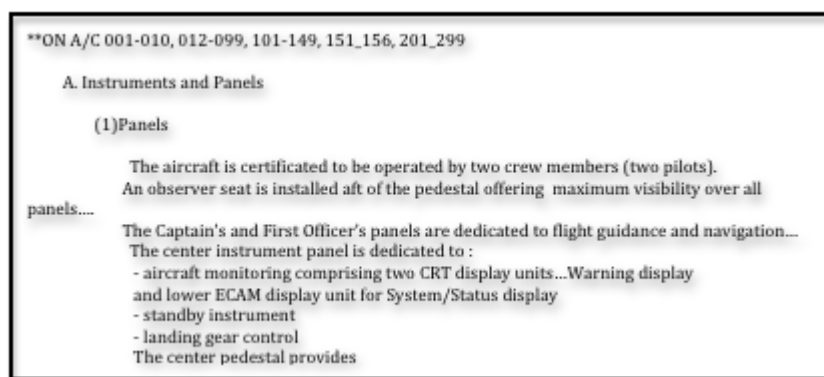 **ON A/C 001-010, 012-099, 101-149, 151_156, 201_299
A. Instruments and Panels
(1)Panels
The aircraft is certificated to be operated by two crew members (two pilots).
An observer seat is installed aft of the pedestal offering maximum visibility over all
panels....
The Captain's and First Officer's panels are dedicated to flight guidance and navigation...
The center instrument panel is dedicated to :
- aircraft monitoring comprising two CRT display units...Warning display
and lower ECAM display unit for System/Status display
- standby instrument
- landing gear control
The center pedestal provides